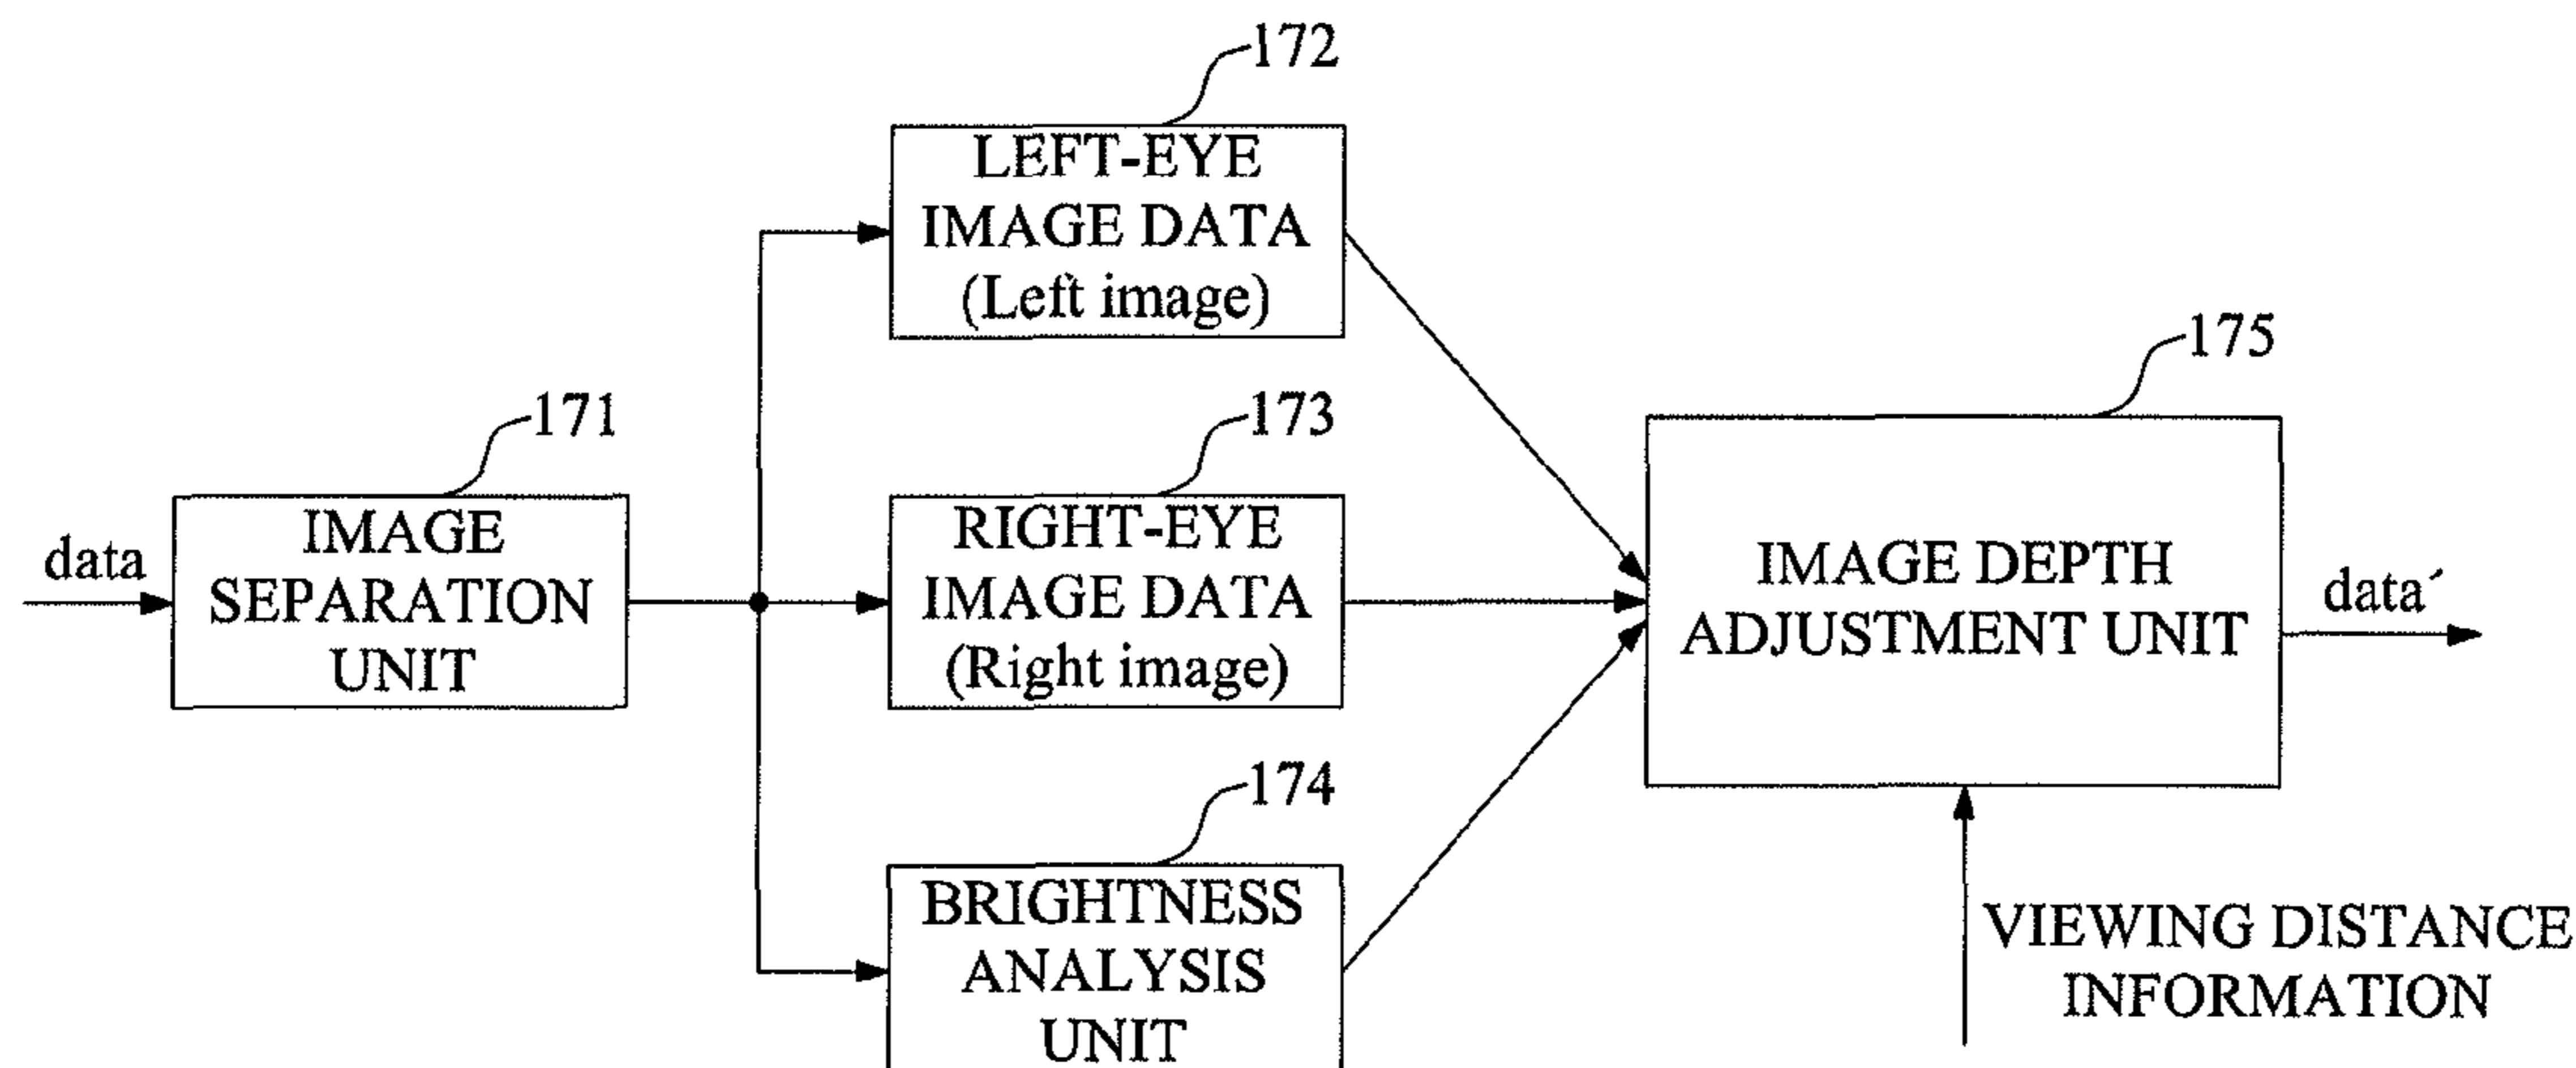 172
LEFT-EYE
IMAGE DATA
(Left image)
175
171
173
data
IMAGE
SEPARATION
UNIT
RIGHT-EYE
IMAGE DATA
(Right image)
IMAGE DEPTH
ADJUSTMENT UNIT
data´
174
BRIGHTNESS
ANALYSIS
UNIT
VIEWING DISTANCE
INFORMATION